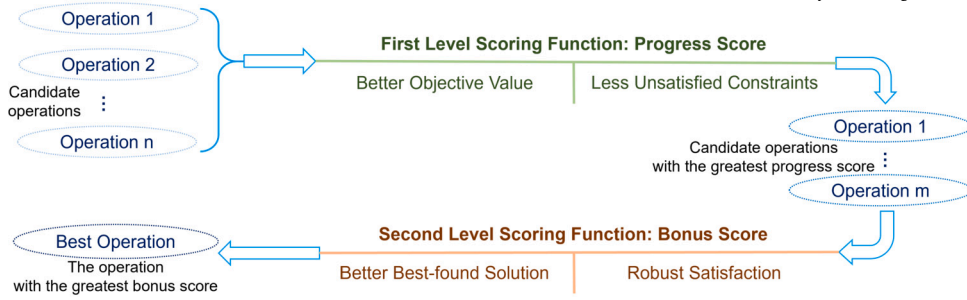 Operation 1
Operation 2
Candidate
operations
Operation n
First Level Scoring Function: Progress Score
Better Objective Value
Less Unsatisfied Constraints
Operation 1
Candidate operations
with the greatest progress score
Operation m
Second Level Scoring Function: Bonus Score
Better Best-found Solution
Robust Satisfaction
Best Operation
The operation
with the greatest bonus score